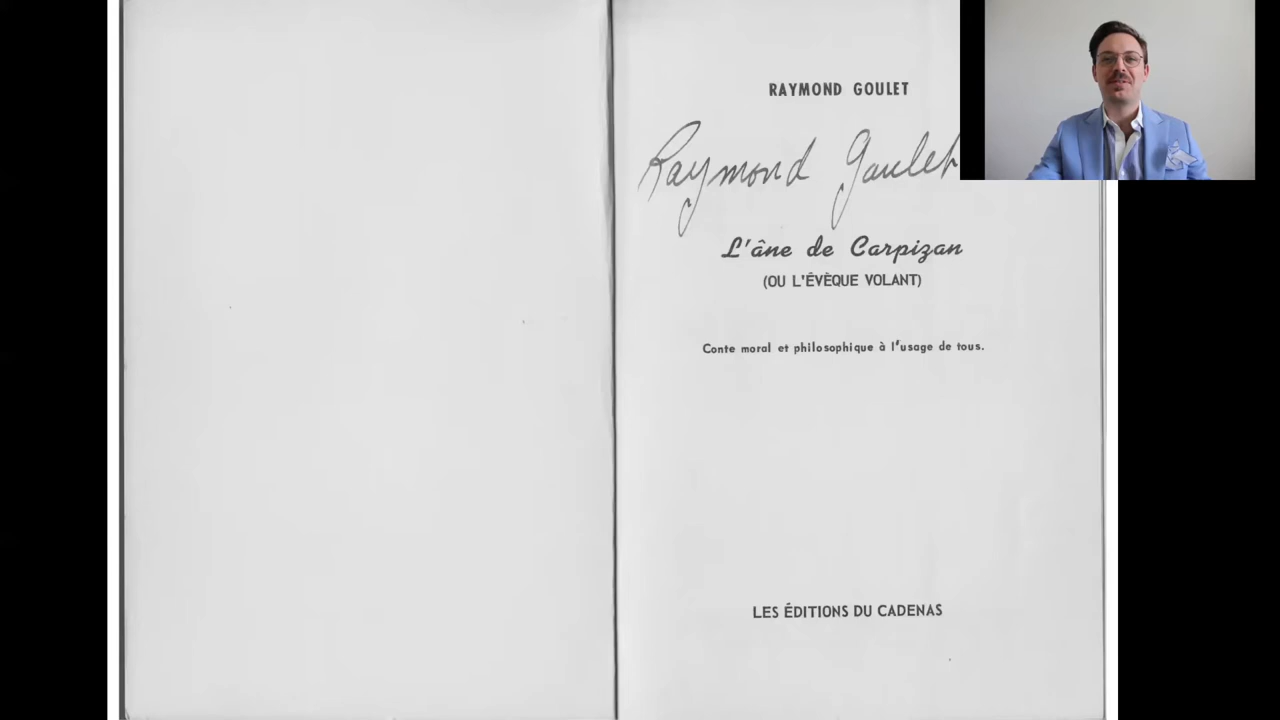 RAYMOND GOULET
Raymond Goulet
L'âne de Carpizan
(OU L'ÉVÈQUE VOLANT)
Conte moral et philosophique à l'usage de tous.
LES ÉDITIONS DU CADENAS